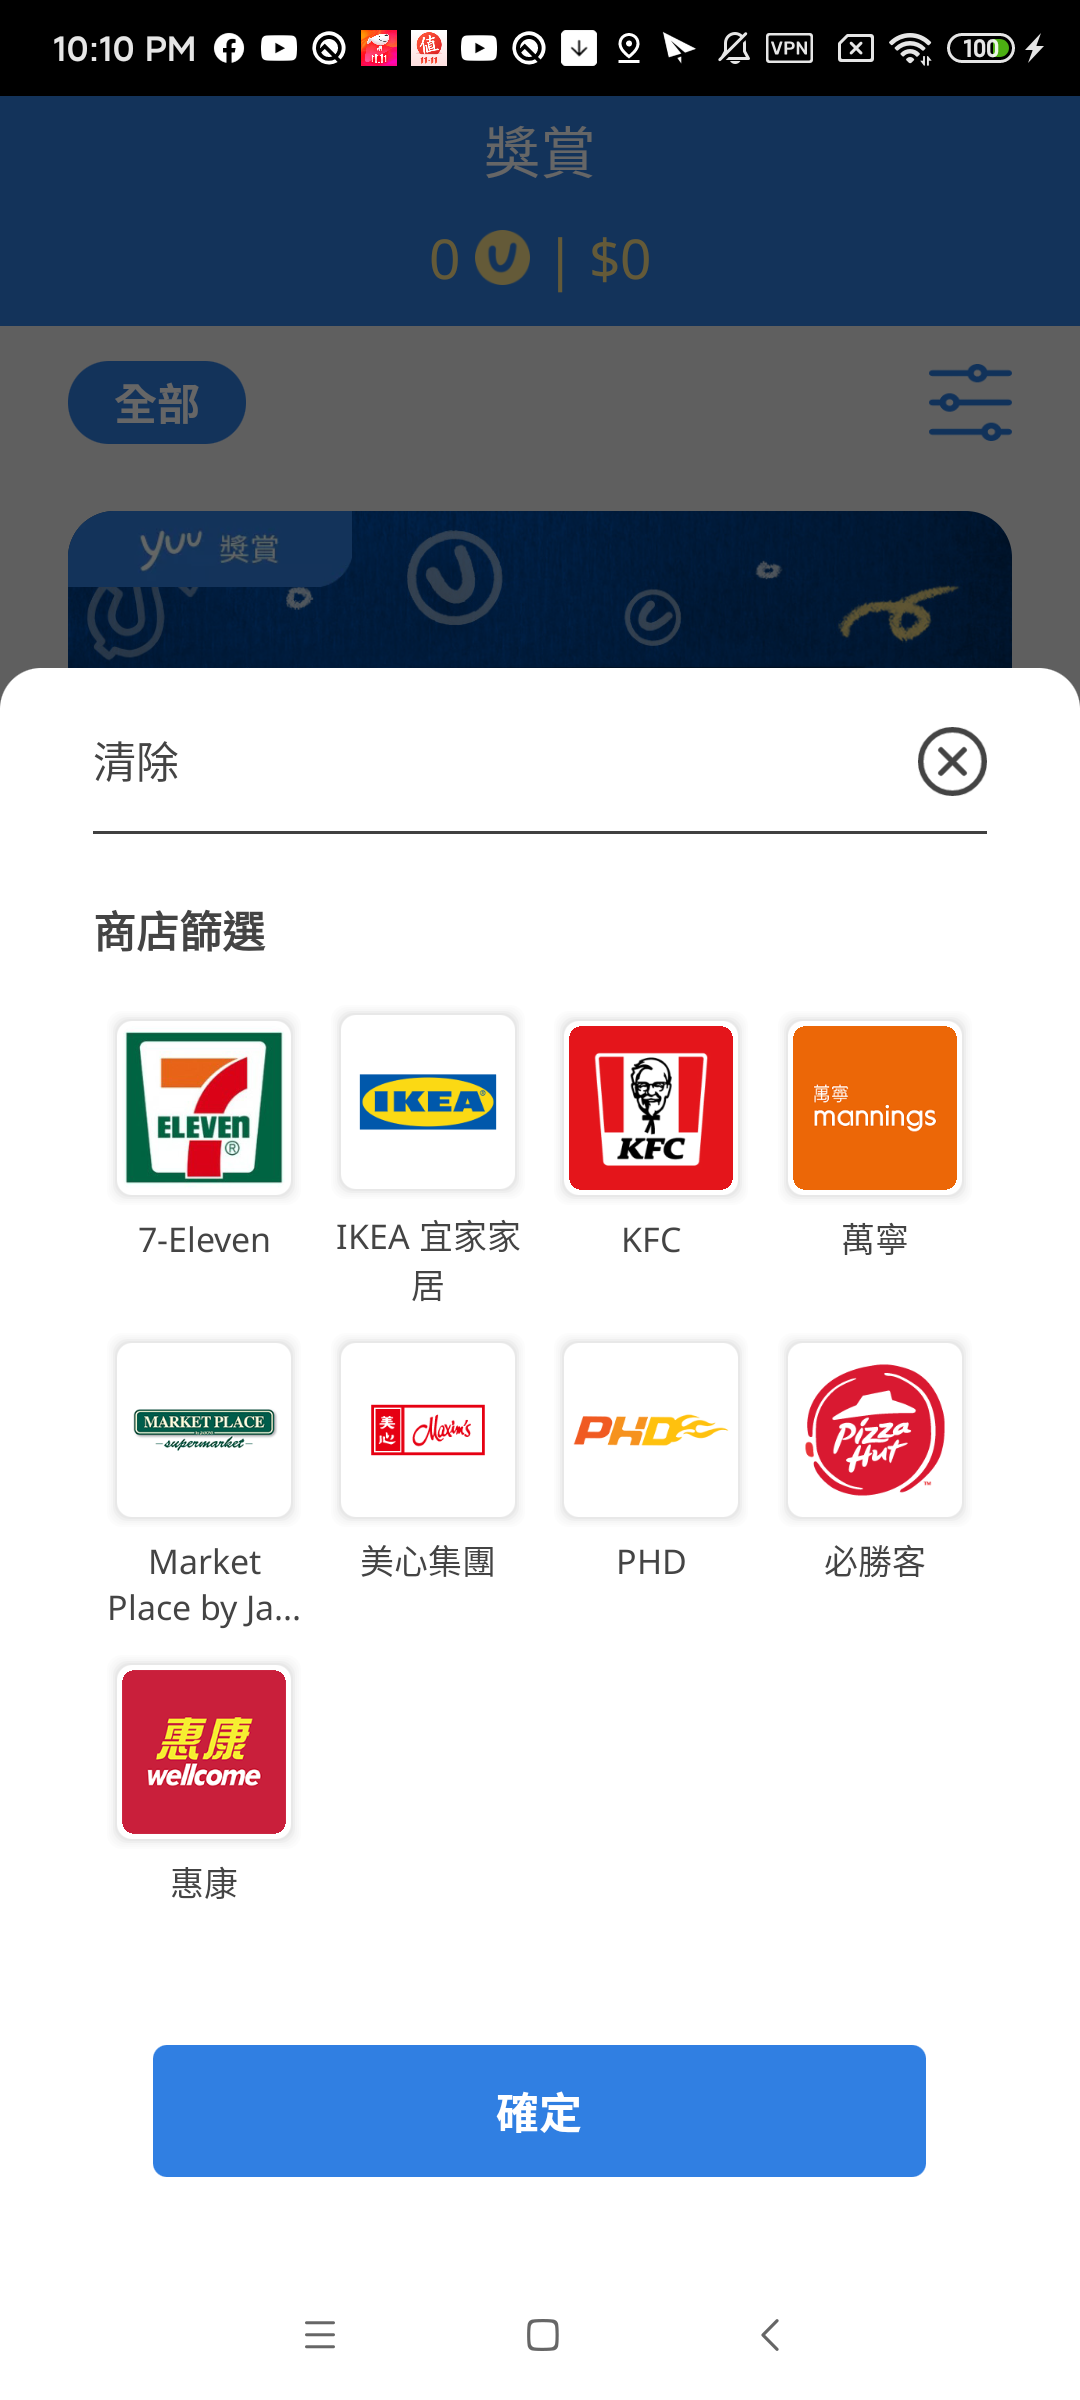 10:10 PM
VPN
100
獎賞
0 | $0
全部
yuu 獎賞
清除
商店篩選
7
ELEVEN
®
IKEA
KFC
萬寧
mannings
7-Eleven
IKEA 宜家家
居
KFC
萬寧
MARKET PLACE
supermarket
美心
Maxim's
PHD
Pizza
Hut
Market
Place by Ja...
美心集團
PHD
必勝客
惠康
wellcome
惠康
確定